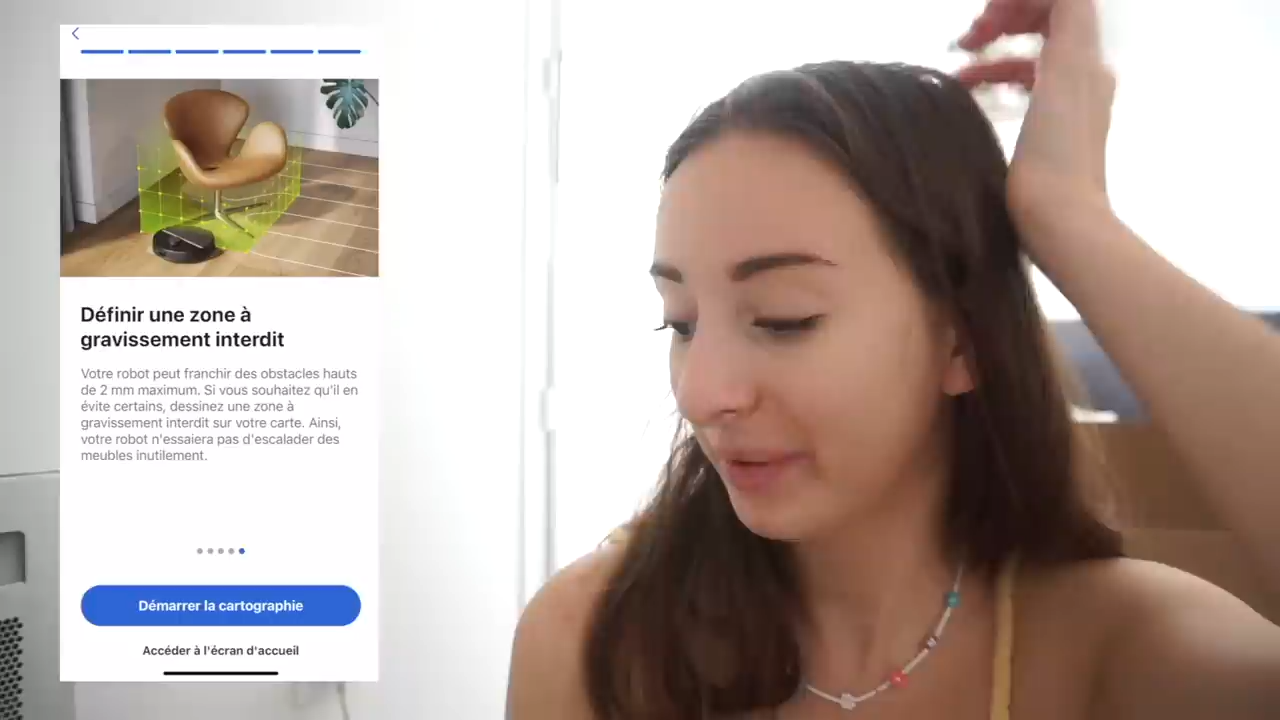 Définir une zone à
gravissement interdit
Votre robot peut franchir des obstacles hauts
de 2 mm maximum. Si vous souhaitez qu'il en
évite certains, dessinez une zone à
gravissement interdit sur votre carte. Ainsi,
votre robot n'essaiera pas d'escalader des
meubles inutilement.
Démarrer la cartographie
Accéder à l'écran d'accueil